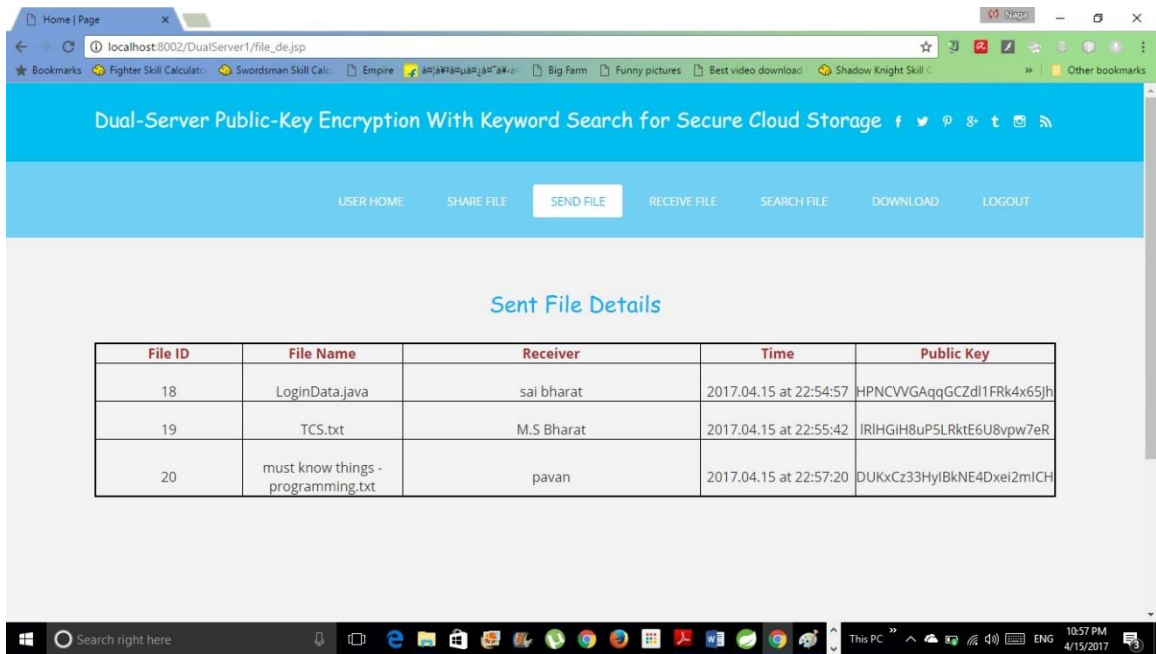 Home | Page
Naga
localhost:8002/DualServer1/file_de.jsp
Bookmarks Fighter Skill Calculato Swordsman Skill Calc Empire Big Farm Funny pictures Best video download Shadow Knight Skill C » Other bookmarks
Dual-Server Public-Key Encryption With Keyword Search for Secure Cloud Storage
USER HOME SHARE FILE SEND FILE RECEIVE FILE SEARCH FILE DOWNLOAD LOGOUT
Sent File Details
File ID File Name Receiver Time Public Key
18 LoginData.java sai bharat 2017.04.15 at 22:54:57 HPNCVVGAqqGCZdl1FRk4x65Jh
19 TCS.txt M.S Bharat 2017.04.15 at 22:55:42 lRlHGiH8uP5LRktE6U8vpw7eR
20 must know things -
programming.txt pavan 2017.04.15 at 22:57:20 DUKxCz33HylBkNE4Dxei2mICH
Search right here This PC » ENG 10:57 PM
4/15/2017